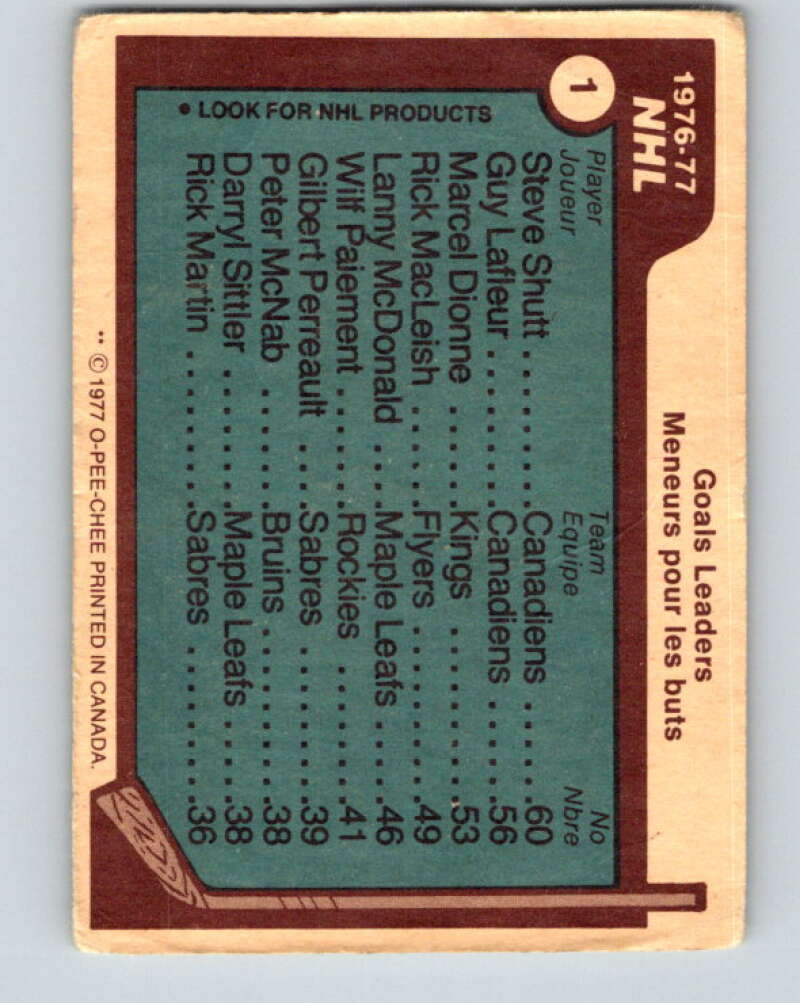 1976-77
NHL
Goals Leaders
Meneurs pour les buts
1
Player Team No
Joueur Equipe Nbre
Steve Shutt . . . . . . . . .Canadiens . . . . .60
Guy Lafleur . . . . . . . . .Canadiens . . . . .56
Marcel Dionne . . . . .Kings . . . . . . . . .53
Rick MacLeish . . . . . .Flyers . . . . . . . . .49
Lanny McDonald . . . .Maple Leafs . . . .46
Wilf Paiement . . . . . .Rockies . . . . . . .41
Gilbert Perreault . . . .Sabres . . . . . . . .39
Peter McNab . . . . . . .Bruins . . . . . . . . .38
Darryl Sittler . . . . . . .Maple Leafs . . . .38
Rick Martin . . . . . . . . .Sabres . . . . . . . .36
• LOOK FOR NHL PRODUCTS
** © 1977 O-PEE-CHEE PRINTED IN CANADA.